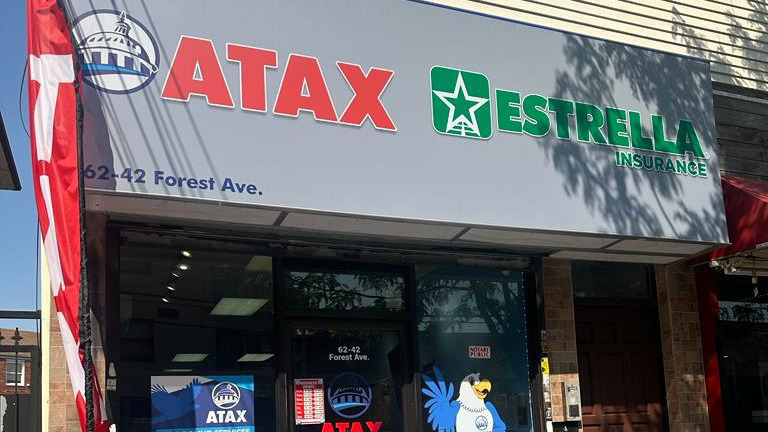 ATAX
ESTRELLA
INSURANCE
62-42 Forest Ave.
62-42
Forest Ave.
NOTARY
PUBLIC
ATAX
ATAX